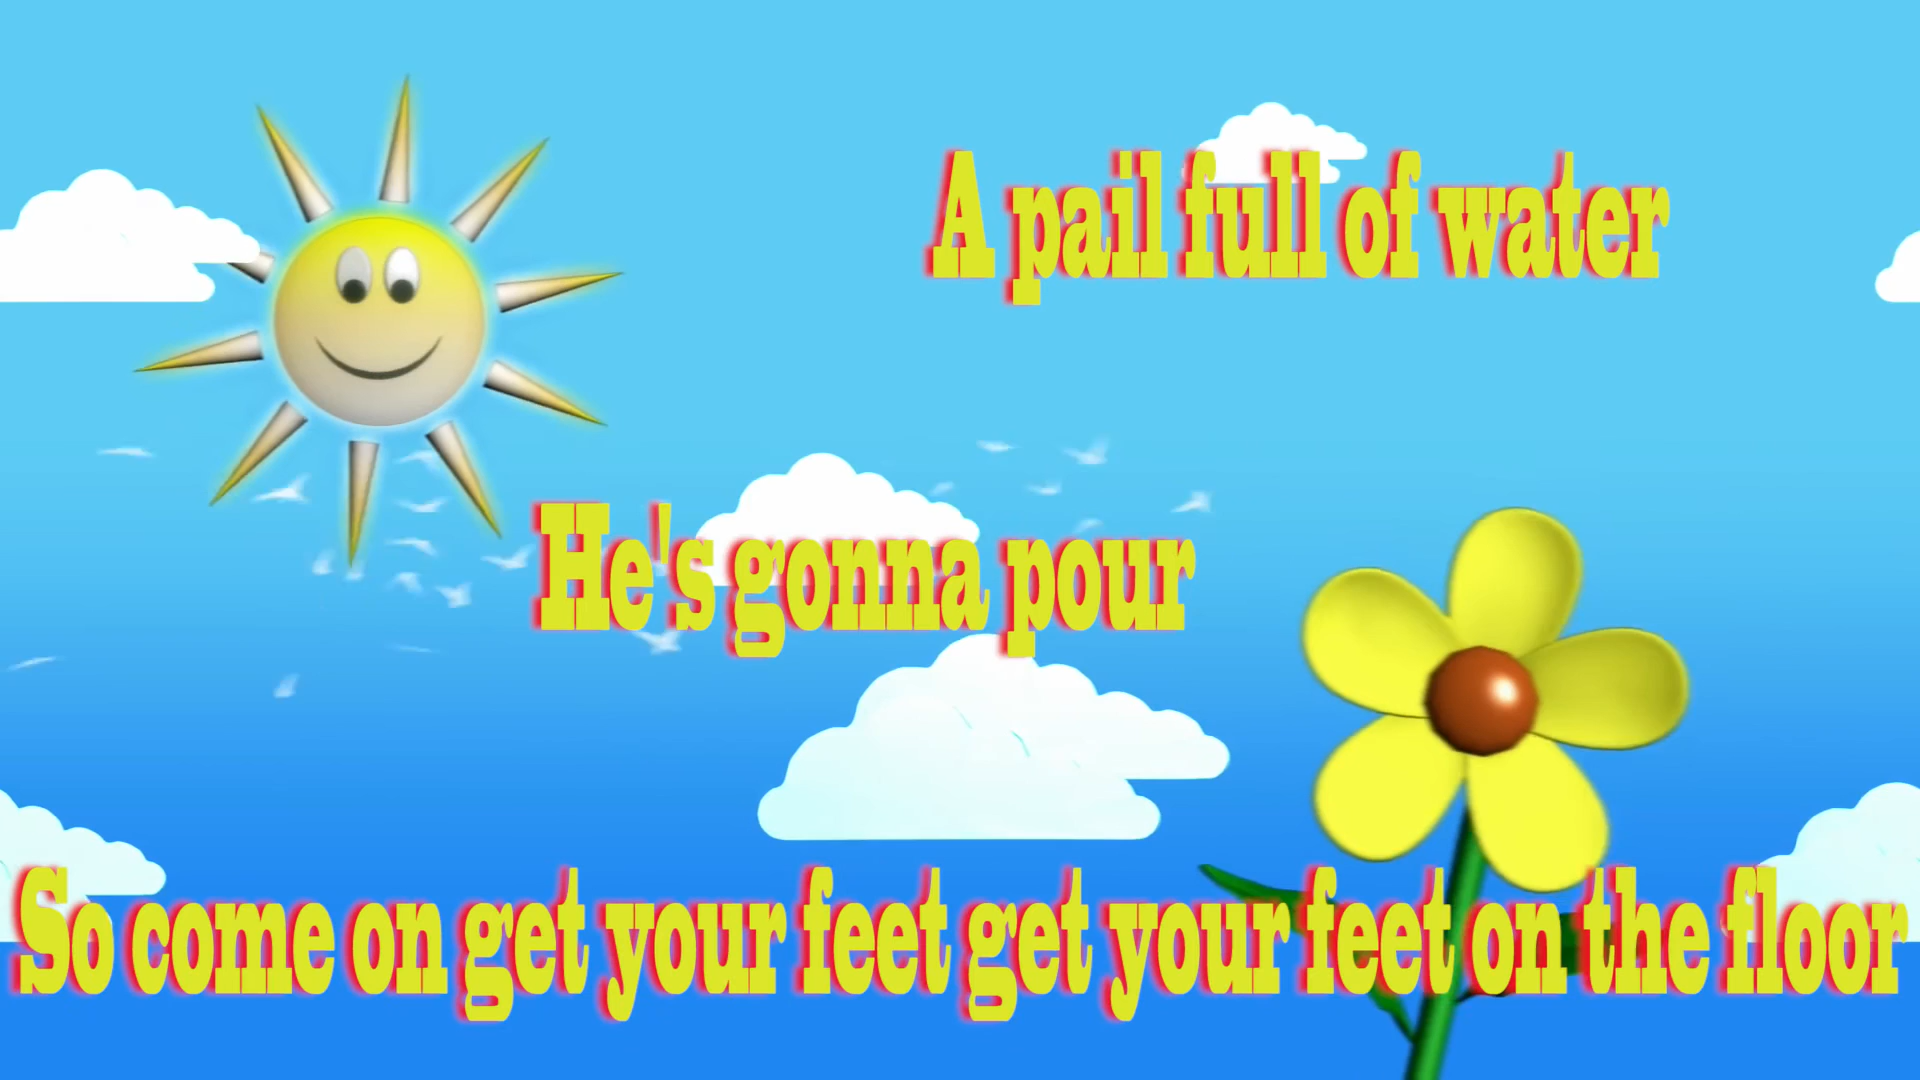 A pail full of water
He's gonna pour
So come on get your feet get your feet on the floor